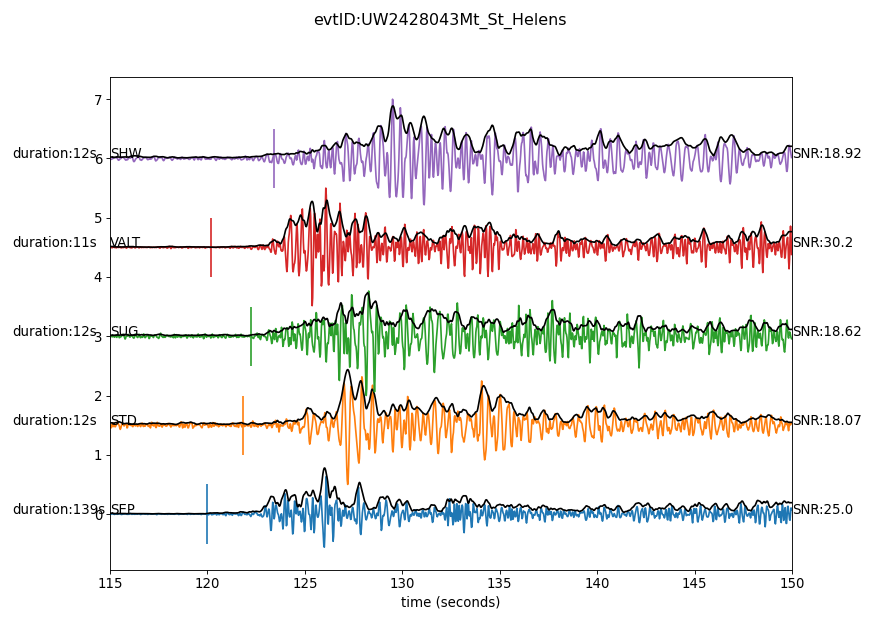 evtID:UW2428043Mt_St_Helens
7
duration:12s SHW SNR:18.92
6
5
duration:11s VALT SNR:30.2
4
duration:12s SUG SNR:18.62
3
2
duration:12s STD SNR:18.07
1
duration:139s SEP SNR:25.0
0
115 120 125 130 135 140 145 150
time (seconds)